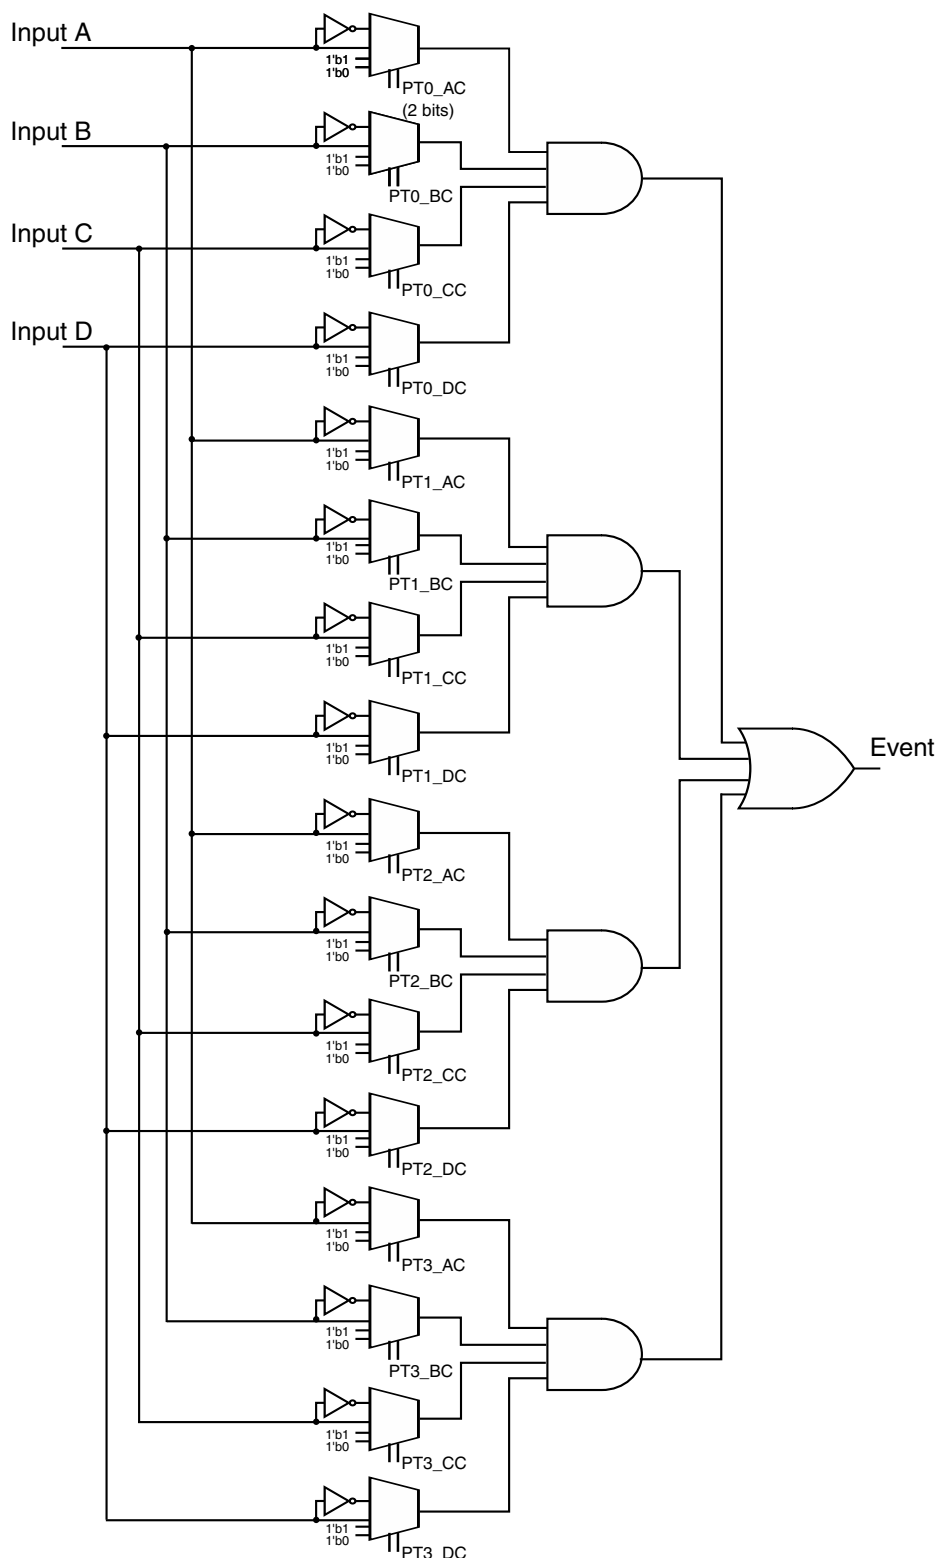 Input A
1'b1
1'b0
PT0_AC
(2 bits)
Input B
1'b1
1'b0
PT0_BC
Input C
1'b1
1'b0
PT0_CC
Input D
1'b1
1'b0
PT0_DC
1'b1
1'b0
PT1_AC
1'b1
1'b0
PT1_BC
1'b1
1'b0
PT1_CC
1'b1
1'b0
PT1_DC
Event
1'b1
1'b0
PT2_AC
1'b1
1'b0
PT2_BC
1'b1
1'b0
PT2_CC
1'b1
1'b0
PT2_DC
1'b1
1'b0
PT3_AC
1'b1
1'b0
PT3_BC
1'b1
1'b0
PT3_CC
1'b1
1'b0
PT3_DC